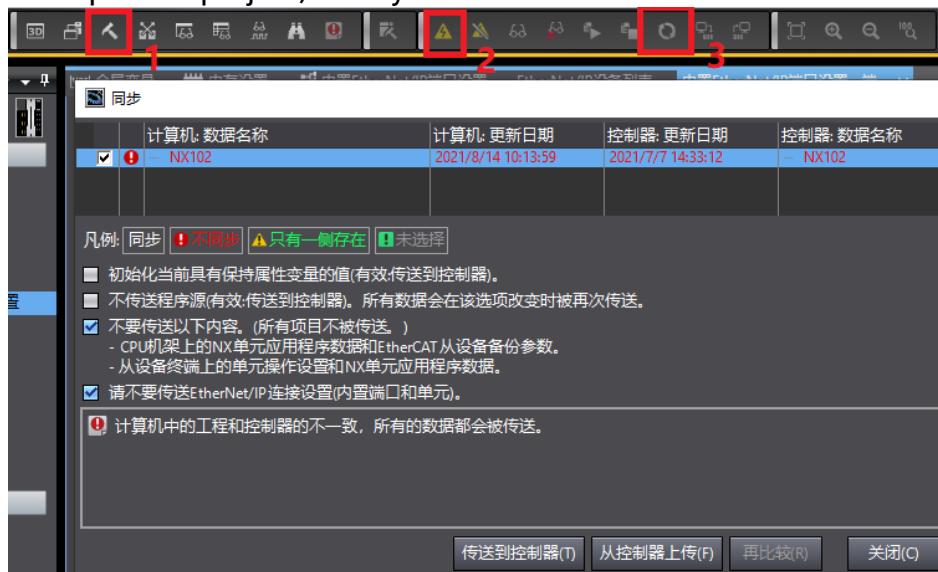 3D
100
1
2
3
同步
计算机: 数据名称 计算机: 更新日期 控制器: 更新日期 控制器: 数据名称
NX102 2021/8/14 10:13:59 2021/7/7 14:33:12 NX102
凡例: 同步 不同步 只有一侧存在 未选择
初始化当前具有保持属性变量的值(有效:传送到控制器)。
不传送程序源(有效:传送到控制器)。所有数据会在该选项改变时被再次传送。
置
不要传送以下内容。(所有项目不被传送。)
- CPU机架上的NX单元应用程序数据和EtherCAT从设备备份参数。
- 从设备终端上的单元操作设置和NX单元应用程序数据。
请不要传送EtherNet/IP连接设置(内置端口和单元)。
计算机中的工程和控制器的不一致，所有的数据都会被传送。
传送到控制器(T) 从控制器上传(F) 再比较(R) 关闭(C)